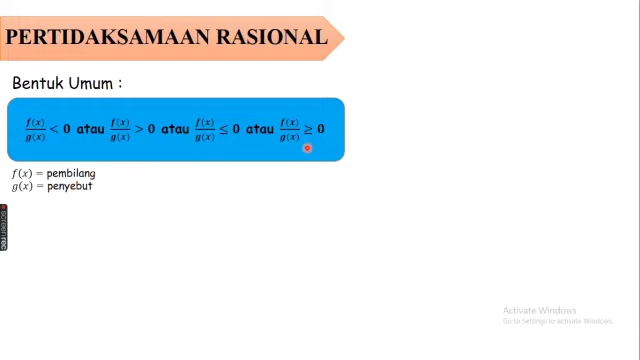 PERTIDAKSAMAAN RASIONAL
Bentuk Umum :
f(x)/g(x) < 0 atau f(x)/g(x) > 0 atau f(x)/g(x) ≤ 0 atau f(x)/g(x) ≥ 0
f(x) = pembilang
g(x) = penyebut
screenrec
Activate Windows
Go to Settings to activate Windows.